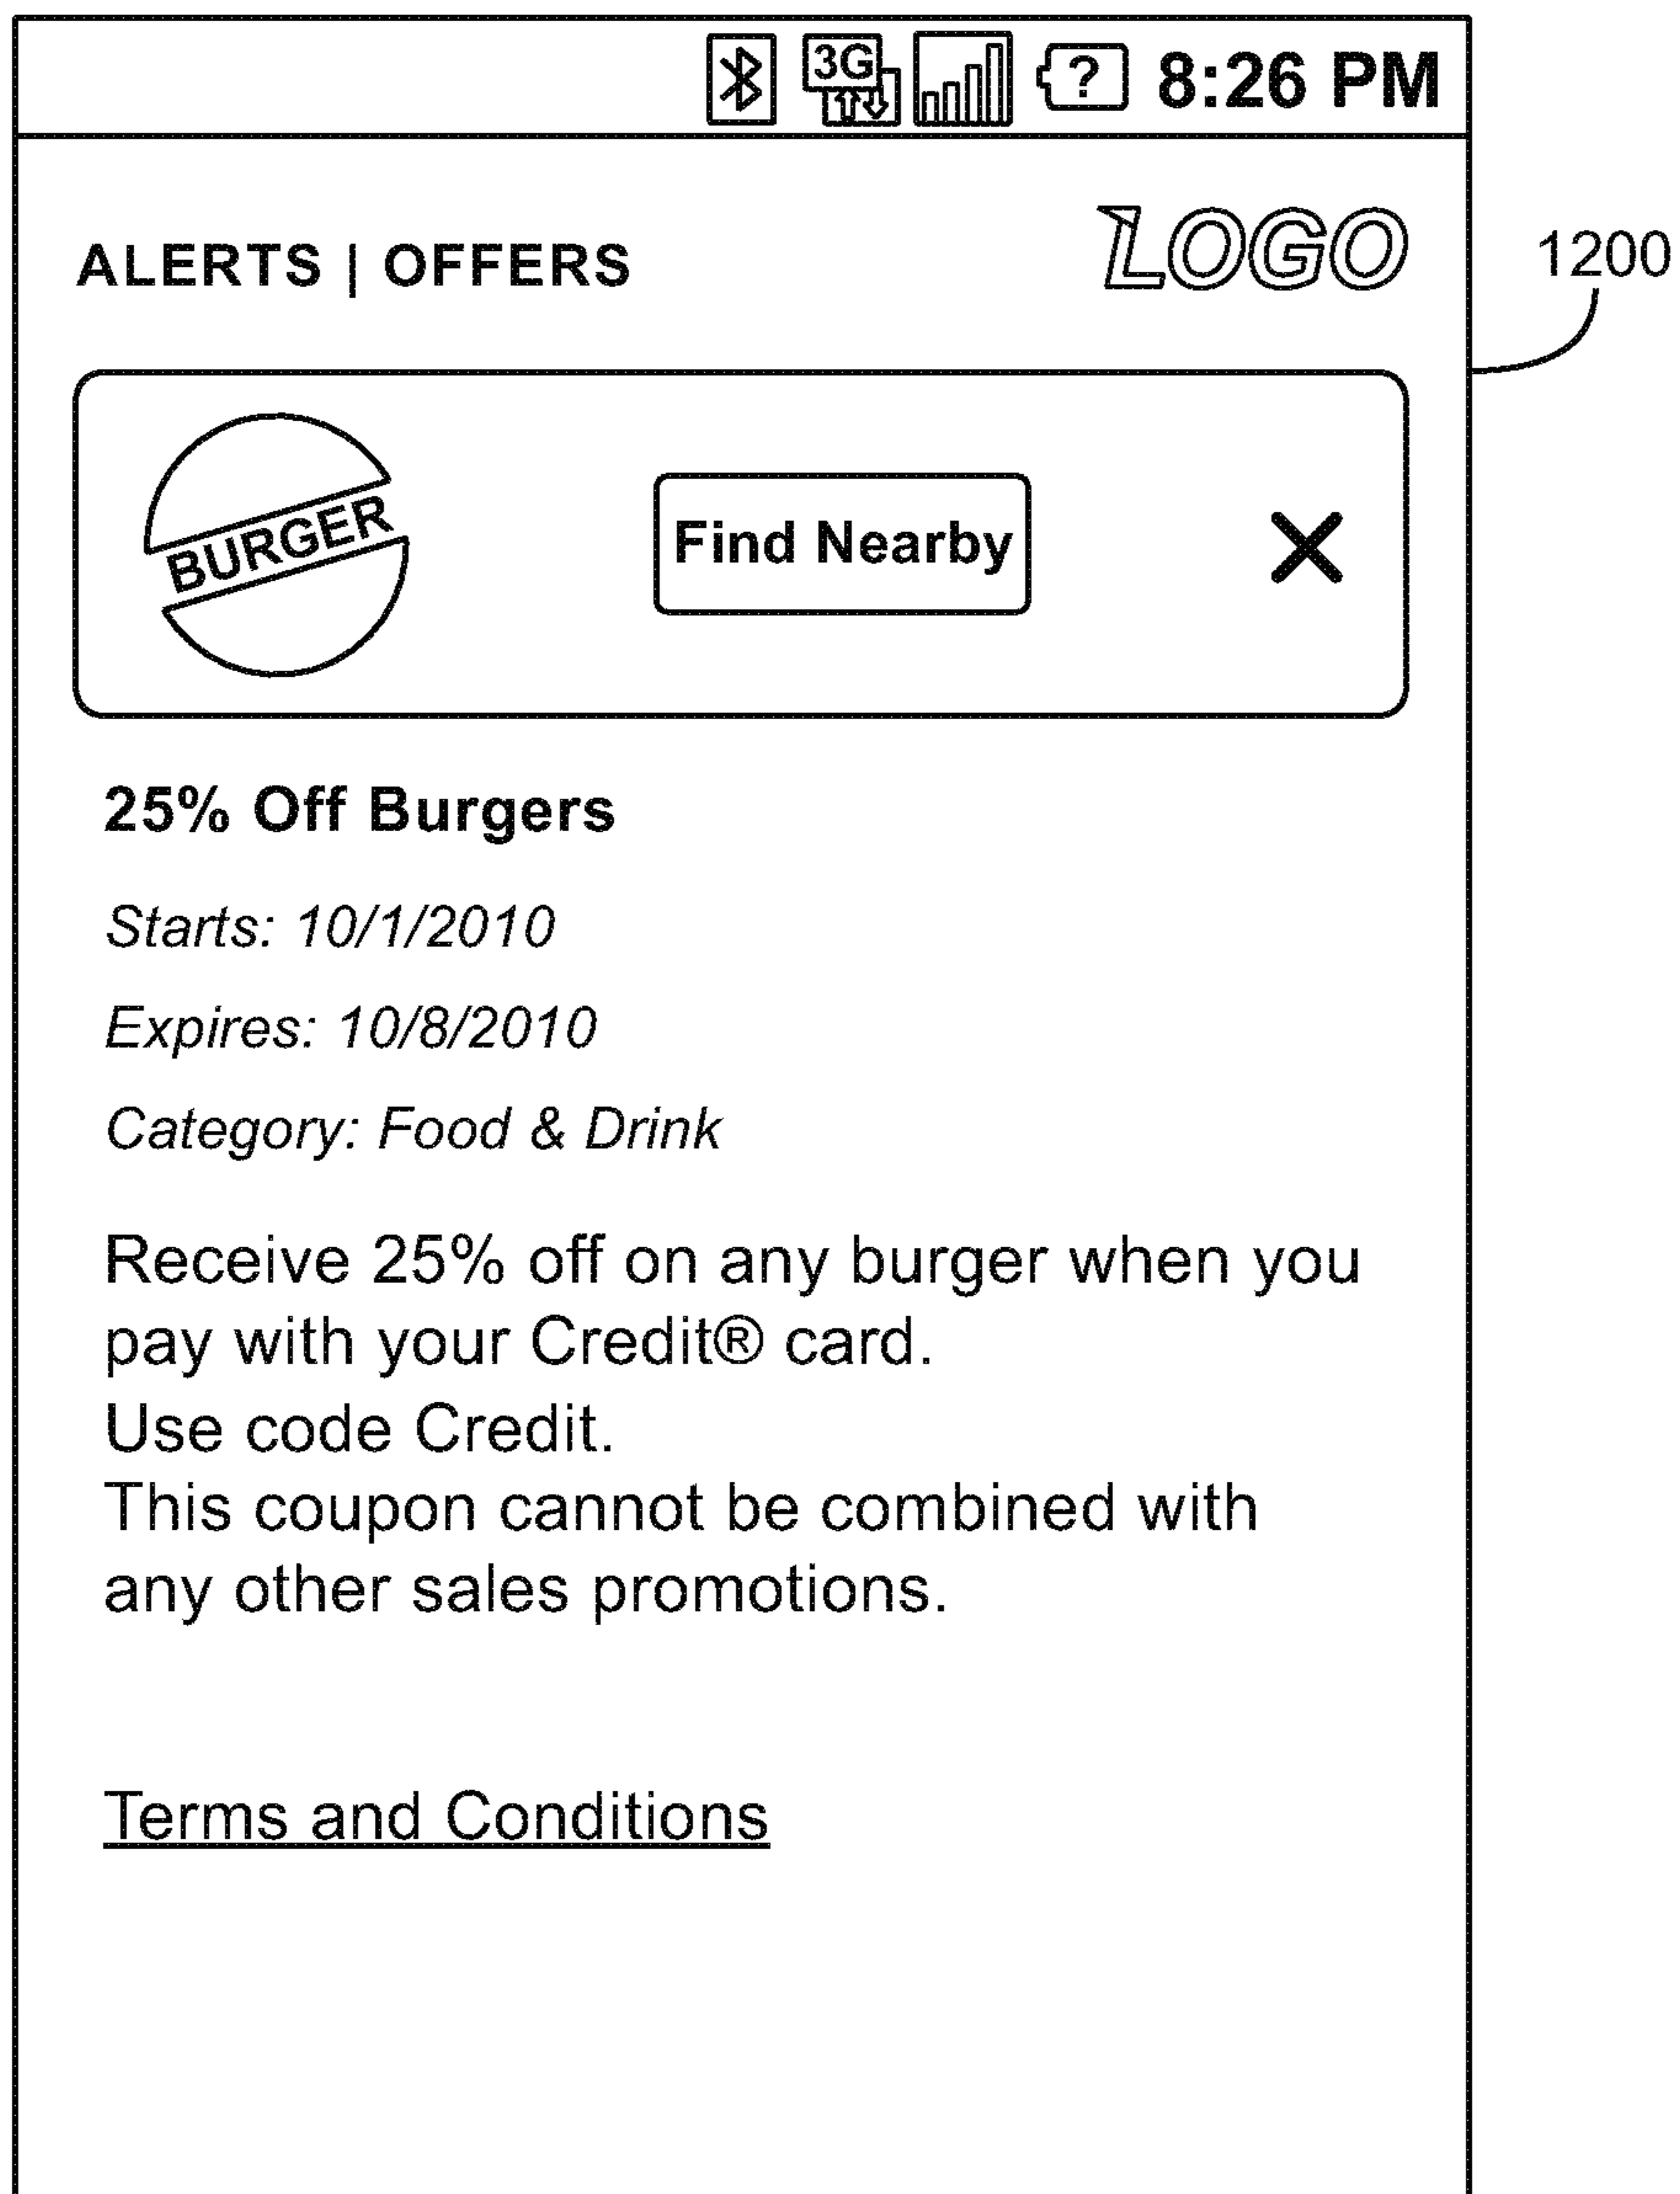 3G ? 8:26 PM
ALERTS | OFFERS LOGO
1200
BURGER Find Nearby X
25% Off Burgers
Starts: 10/1/2010
Expires: 10/8/2010
Category: Food & Drink
Receive 25% off on any burger when you
pay with your Credit® card.
Use code Credit.
This coupon cannot be combined with
any other sales promotions.
Terms and Conditions